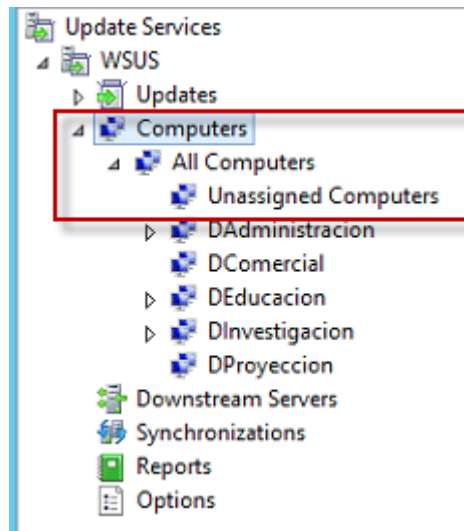 Update Services
WSUS
Updates
Computers
All Computers
Unassigned Computers
DAdministracion
DComercial
DEducacion
DInvestigacion
DProyeccion
Downstream Servers
Synchronizations
Reports
Options